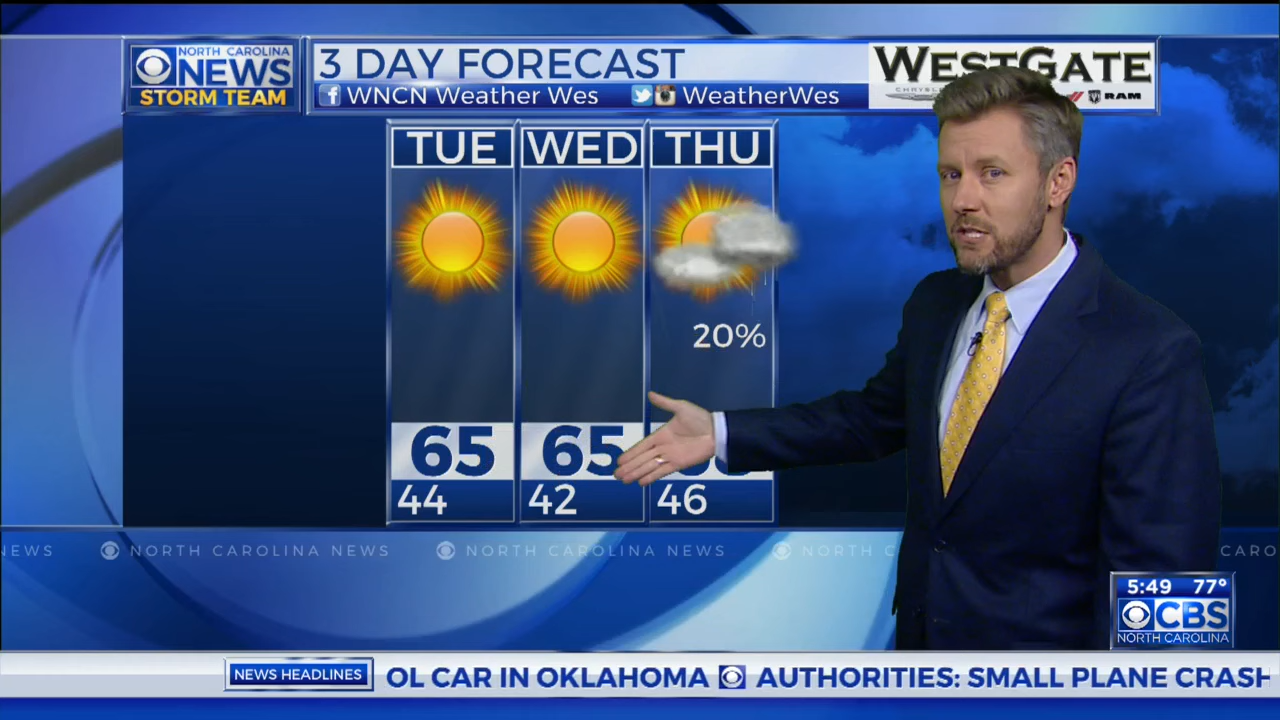 NORTH CAROLINA
NEWS
STORM TEAM
3 DAY FORECAST
WNCN Weather Wes
WeatherWes
WESTGATE
RAM
TUE WED THU
20%
65 65
44 42 46
NEWS
NORTH CAROLINA NEWS
NORTH CAROLINA NEWS
NORTH C
CARO
5:49 77°
CBS
NORTH CAROLINA
NEWS HEADLINES
OL CAR IN OKLAHOMA AUTHORITIES: SMALL PLANE CRASH